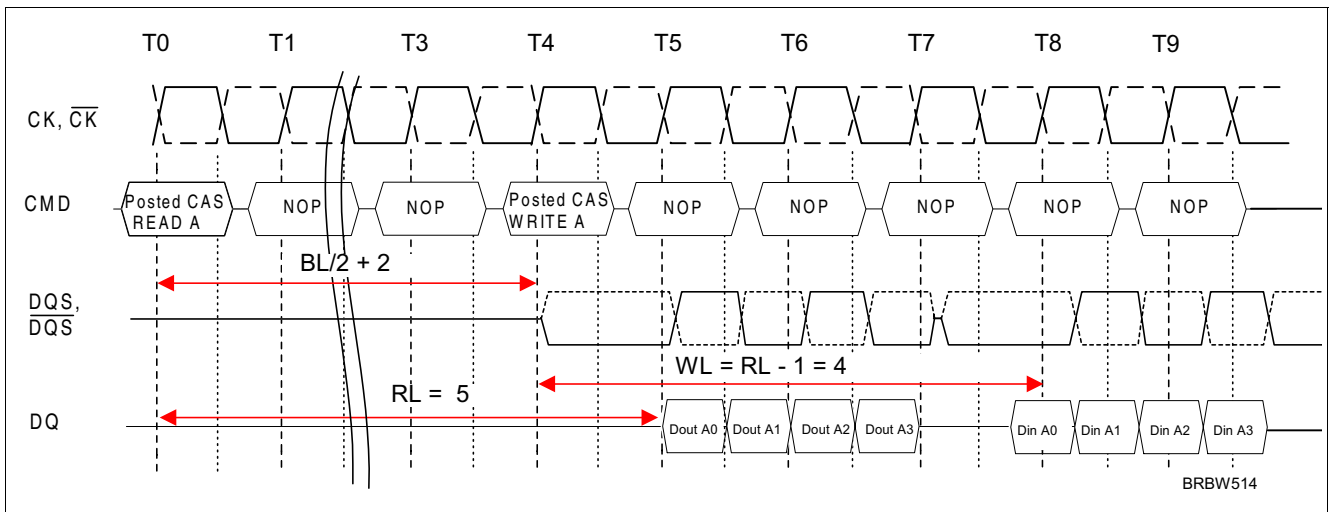 T0 T1 T3 T4 T5 T6 T7 T8 T9
CK, CK
CMD
Posted CAS
READ A
NOP
NOP
Posted CAS
WRITE A
NOP
NOP
NOP
NOP
NOP
BL/2 + 2
DQS,
DQS
WL = RL - 1 = 4
RL = 5
DQ
Dout A0 Dout A1 Dout A2 Dout A3 Din A0 Din A1 Din A2 Din A3
BRBW514